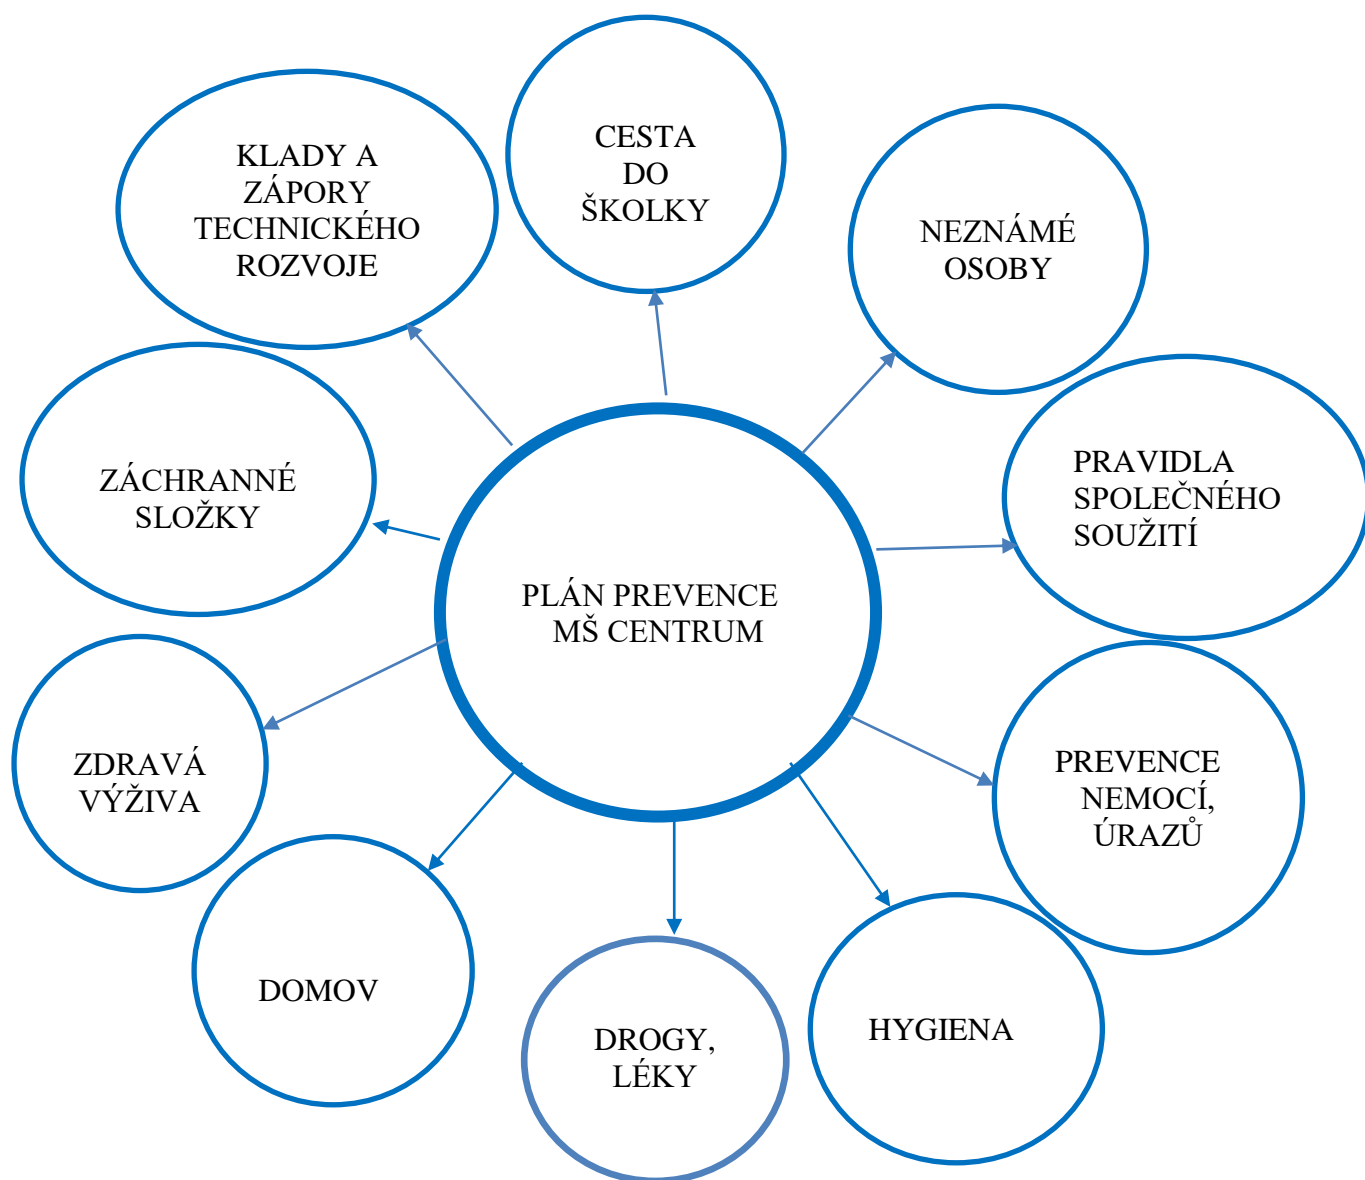 CESTA
DO
ŠKOLKY
KLADY A
ZÁPORY
TECHNICKÉHO
ROZVOJE
NEZNÁMÉ
OSOBY
ZÁCHRANNÉ
SLOŽKY
PRAVIDLA
SPOLEČNÉHO
SOUŽITÍ
PLÁN PREVENCE
MŠ CENTRUM
ZDRAVÁ
VÝŽIVA
PREVENCE
NEMOCÍ,
ÚRAZŮ
DOMOV
DROGY,
LÉKY
HYGIENA